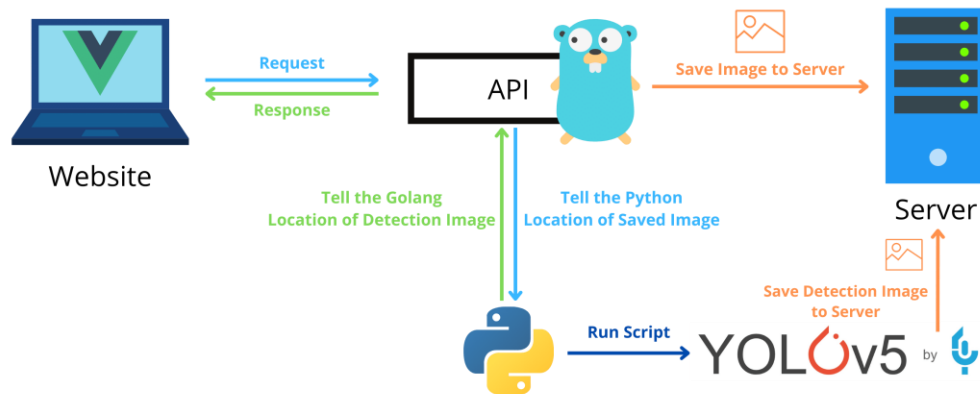 Request
Response
Website
API
Save Image to Server
Server
Tell the Golang
Location of Detection Image
Tell the Python
Location of Saved Image
Save Detection Image
to Server
Run Script
YOLOv5 by